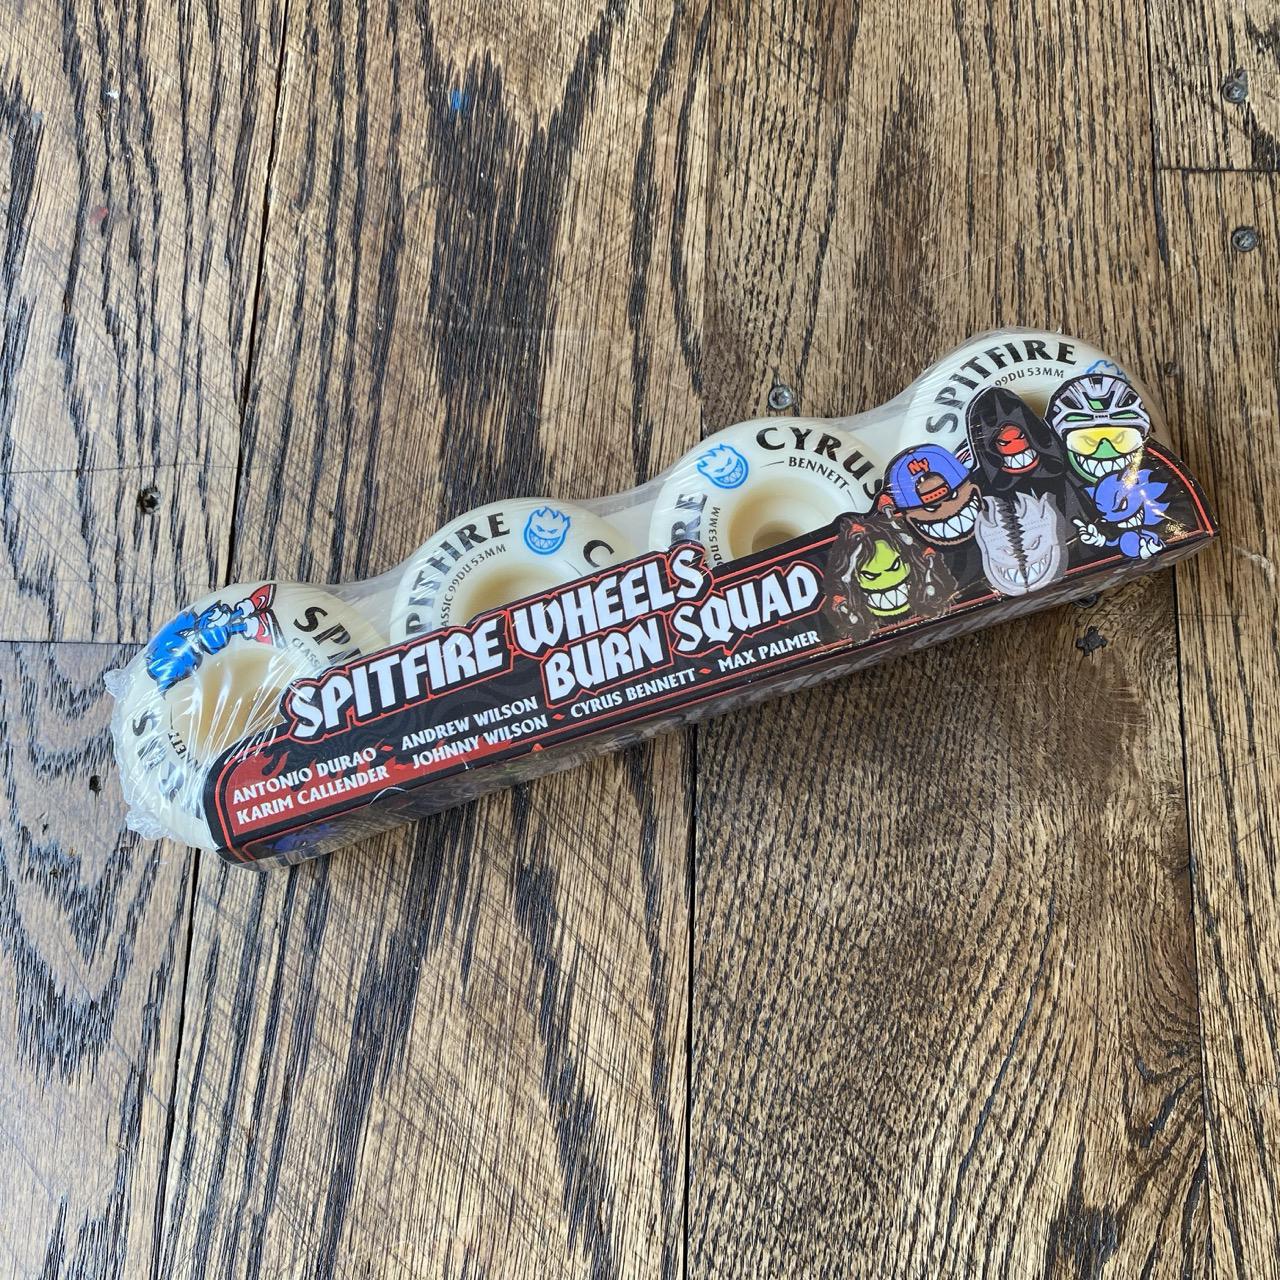 SPITFIRE
99DU 53MM
CYRUS
BENNETT
SPITFIRE
CLASSIC 99DU 53MM
SPITFIRE WHEELS
BURN SQUAD
ANTONIO DURAO ANDREW WILSON
KARIM CALLENDER JOHNNY WILSON CYRUS BENNETT MAX PALMER
NY